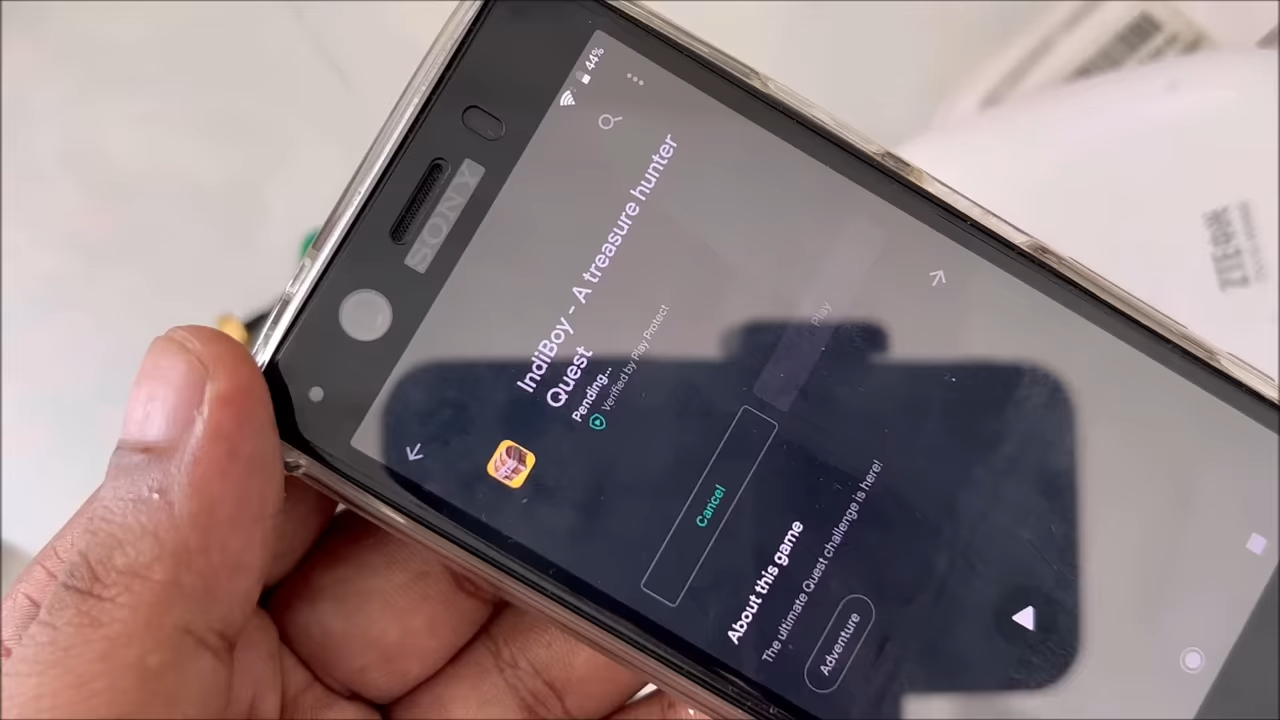 44%
SONY
IndiBoy - A treasure hunter
Quest
Pending...
Verified by Play Protect
Cancel
Play
About this game
The ultimate Quest challenge is here!
Adventure